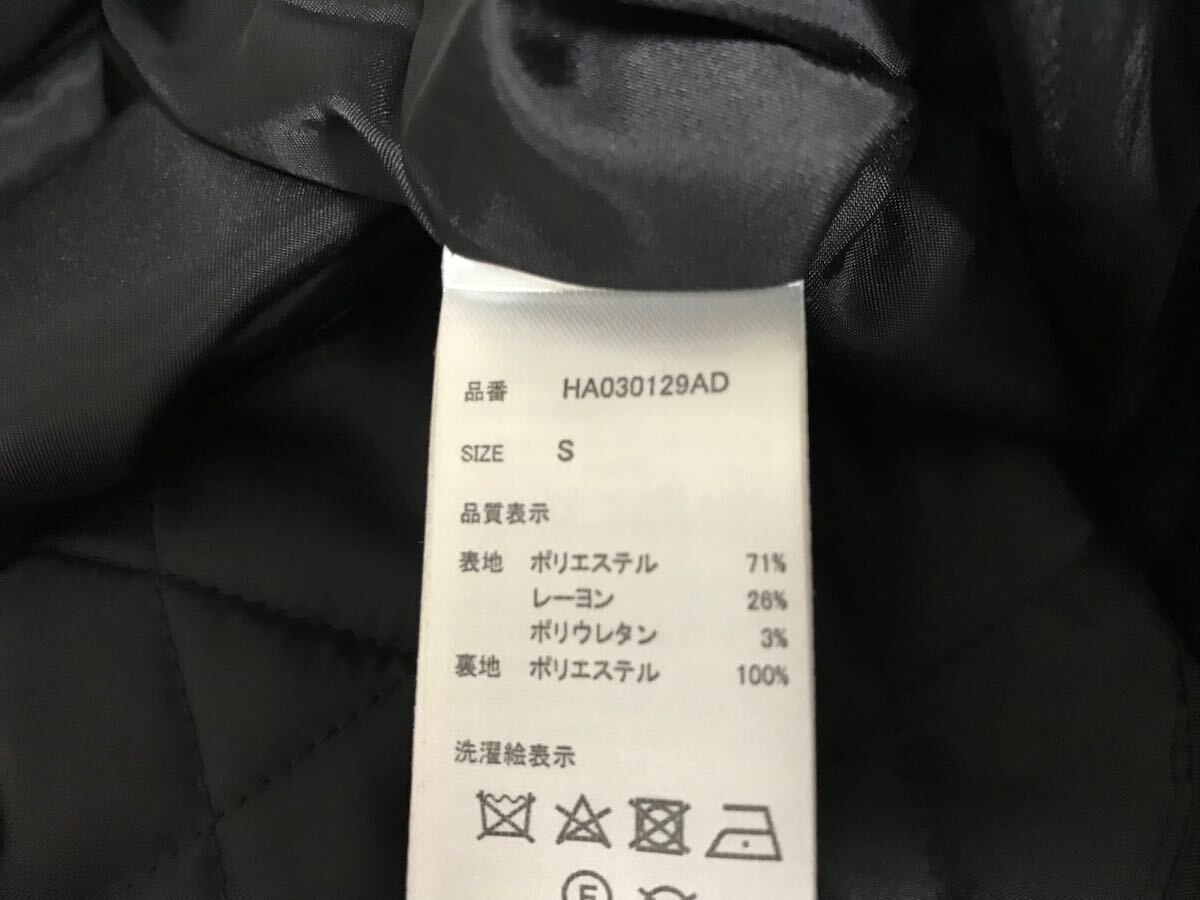 品番 HA030129AD
SIZE S
品質表示
表地 ポリエステル 71%
レーヨン 26%
ポリウレタン 3%
裏地 ポリエステル 100%
洗濯絵表示